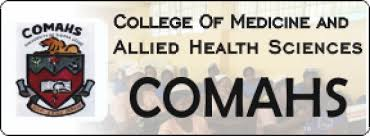 COMAHS
COLLEGE OF MEDICINE AND
ALLIED HEALTH SCIENCES
COMAHS